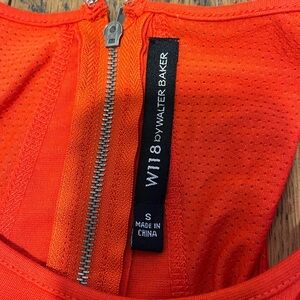 W118 by WALTER BAKER
S
MADE IN
CHINA